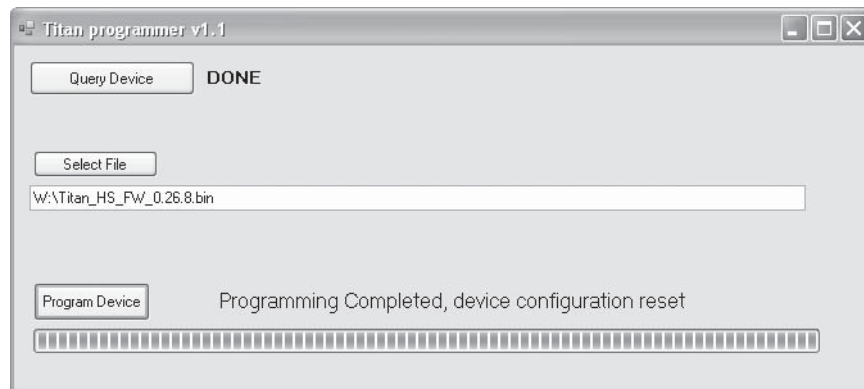 Titan programmer v1.1
Query Device DONE
Select File
W:\Titan_HS_FW_0.26.8.bin
Program Device Programming Completed, device configuration reset